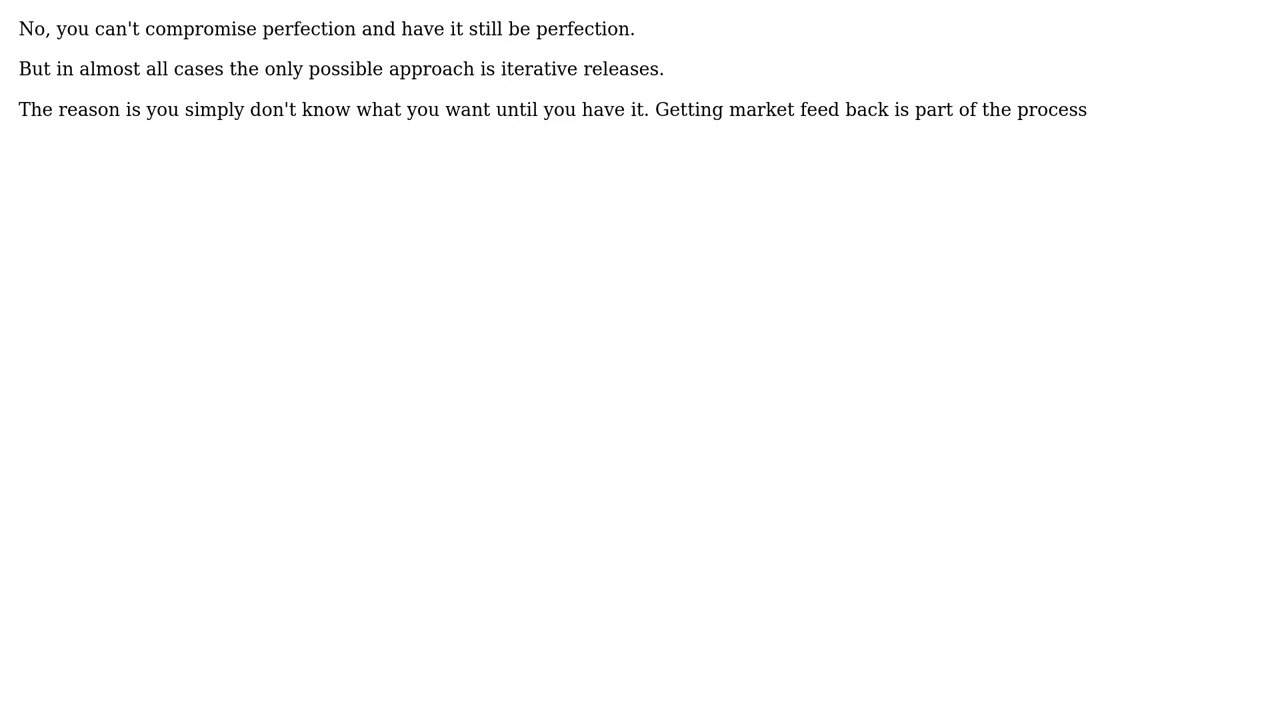 No, you can't compromise perfection and have it still be perfection.
But in almost all cases the only possible approach is iterative releases.
The reason is you simply don't know what you want until you have it. Getting market feed back is part of the process